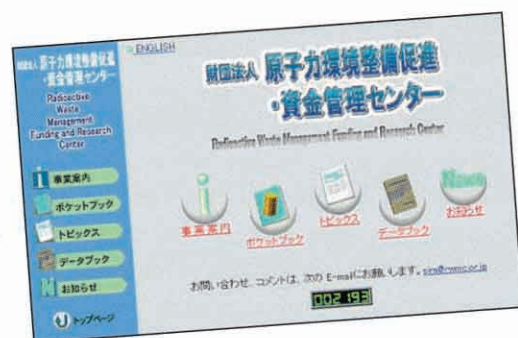 財団法人 原子力環境整備促進
・資金管理センター
Radioactive
Waste
Management
Funding and Research
Center
事業案内
ポケットブック
トピックス
データブック
お知らせ
トップページ
ENGLISH
財団法人 原子力環境整備促進
・資金管理センター
Radioactive Waste Management Funding and Research Center
事業案内
ポケットブック
トピックス
データブック
News
お知らせ
お問い合わせ、コメントは、次の E-mailにお願いします。
002193